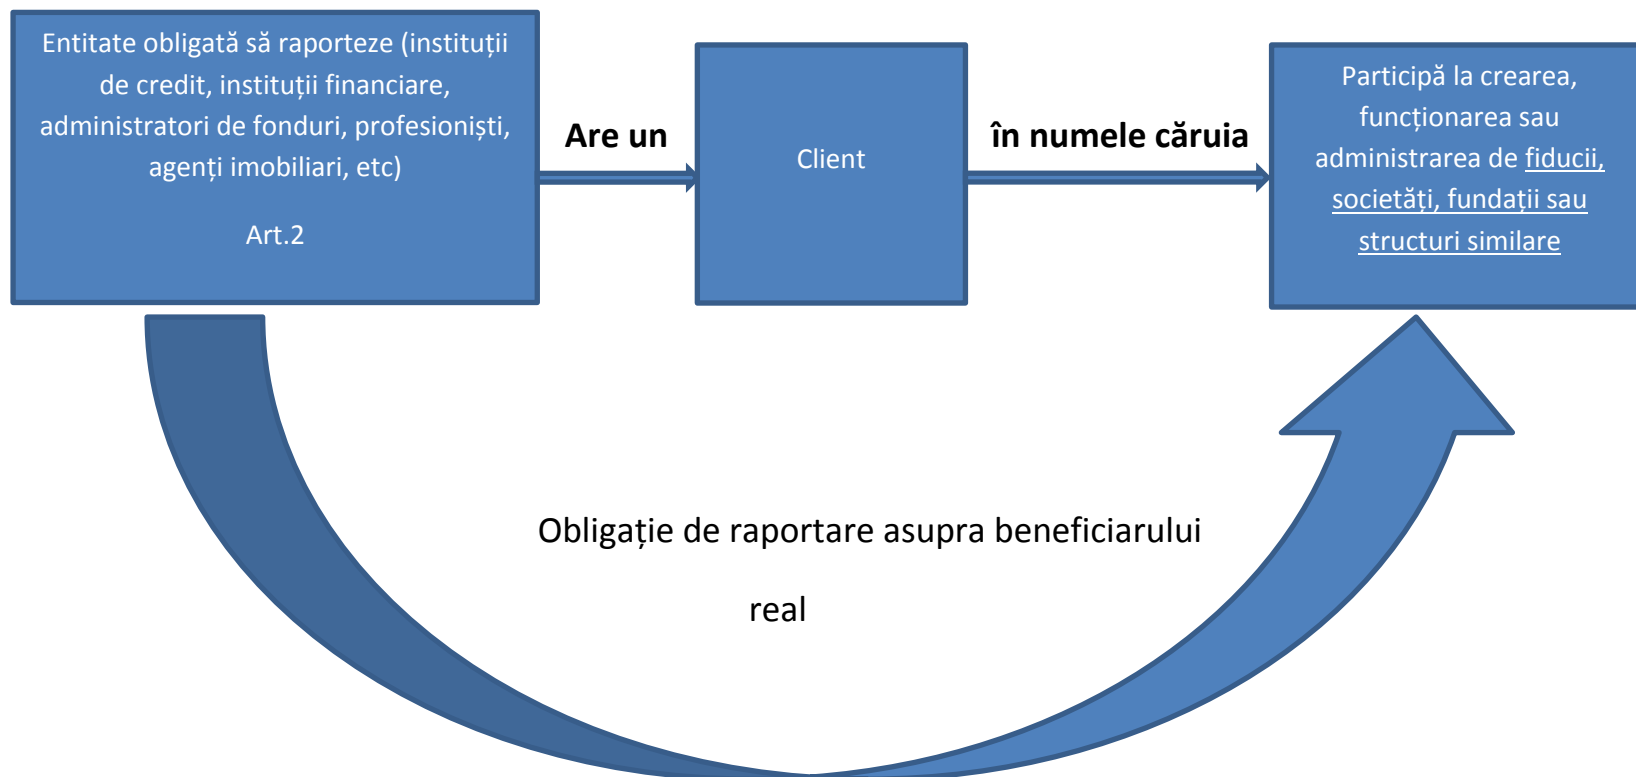 Entitate obligată să raporteze (instituții
de credit, instituții financiare,
administratori de fonduri, profesioniști,
agenți imobiliari, etc)
Art.2
Are un
Client
în numele căruia
Participă la crearea,
funcționarea sau
administrarea de fiducii,
societăți, fundații sau
structuri similare
Obligație de raportare asupra beneficiarului
real